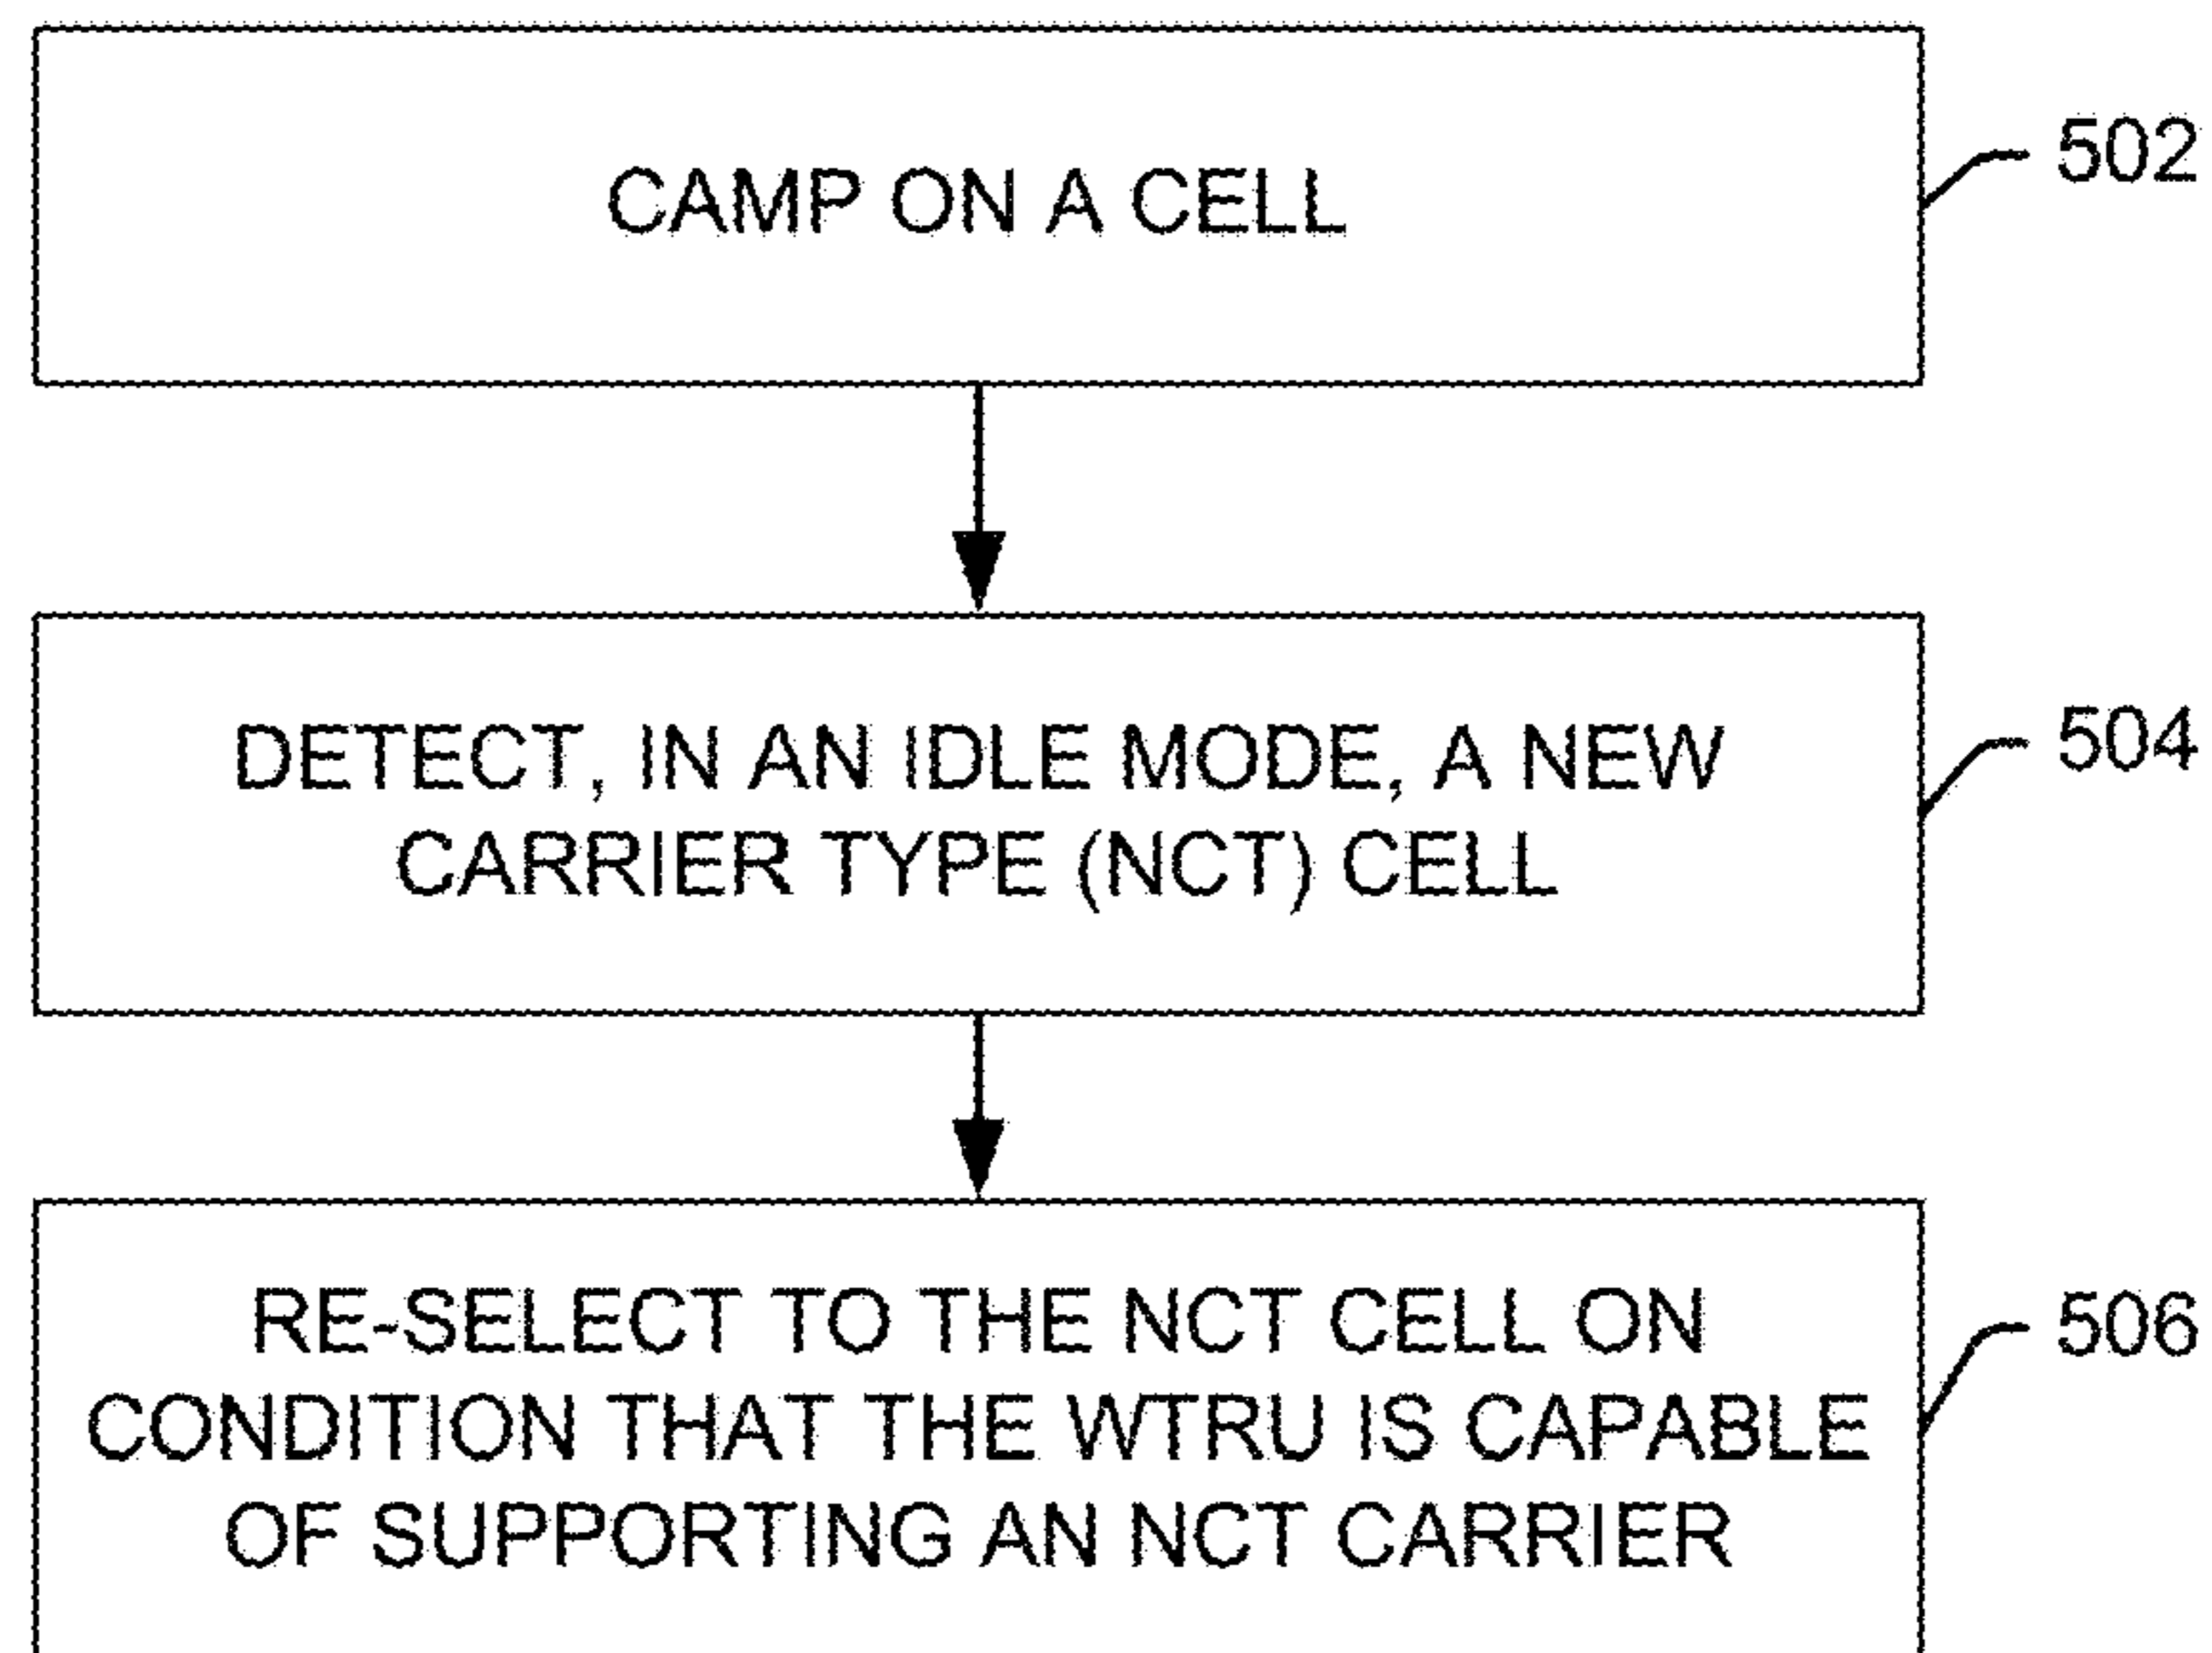 CAMP ON A CELL
502
DETECT, IN AN IDLE MODE, A NEW
CARRIER TYPE (NCT) CELL
504
RE-SELECT TO THE NCT CELL ON
CONDITION THAT THE WTRU IS CAPABLE
OF SUPPORTING AN NCT CARRIER
506